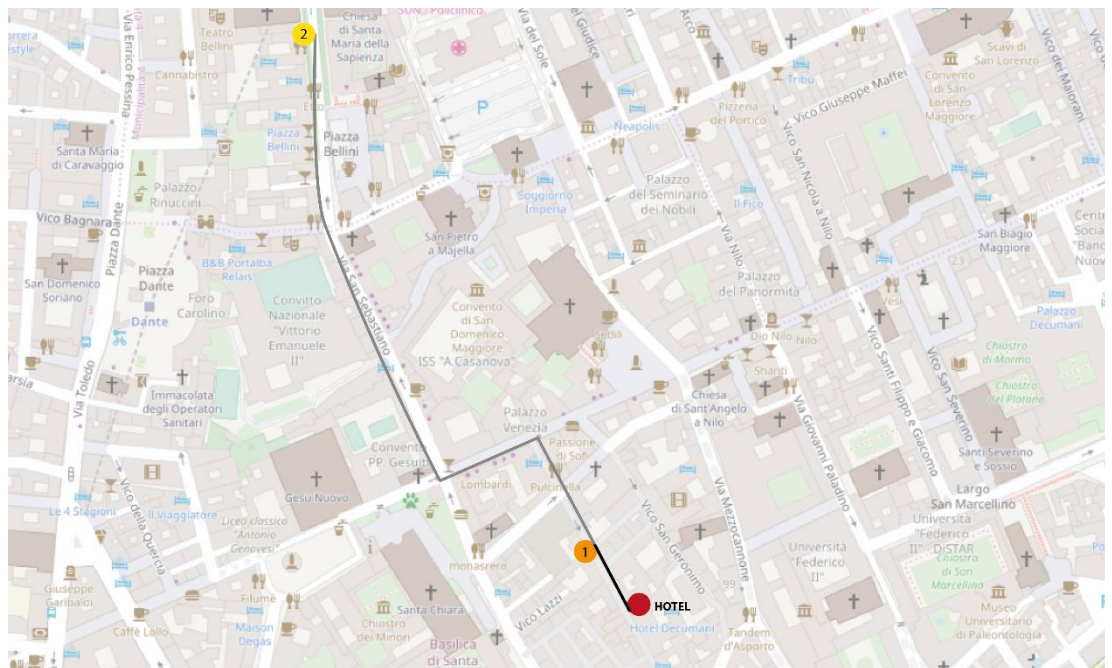 2
Teatro
Bellini
Chiesa
di Santa
Maria della
Sapienza
SUN, Policlinico
Via del Sole
Via Enrico Pessina
Municipalità 4
Cannabistrò
Arco
Scavi di
San Lorenzo
Tribù
Convento
di San
Lorenzo
Maggiore
Vico Giuseppe Maffei
Vico dei Maiorani
Etto
P
Pizzeria
del Portico
Neapolis
Santa Maria
di Caravaggio
Piazza
Bellini
Piazza
Bellini
Palazzo
Rinuccini
Vico Bagnara
Soggiorno
Imperia
Palazzo
del Seminario
dei Nobili
Il Fico
Vico San Nicola a Nilo
San Biagio
Maggiore
San Pietro
a Majella
B&B Portalba
Relais
Piazza Dante
Piazza
Dante
San Domenico
Soriano
Foro
Carolino
Dante
Via San Sebastiano
Convitto
Nazionale
"Vittorio
Emanuele
II"
Convento
di San
Domenico
Maggiore
ISS "A.Casanova"
Via Nilo
Palazzo
del Panormita
i
123
Vesi
Palazzo
Decumani
Sedili
Dio Nilo
Nilo
Shanti
Chiesa
di Sant'Angelo
a Nilo
Chiostro
di Marmo
Chiostro
del Platano
Via Toledo
Immacolata
degli Operatori
Sanitari
Palazzo
Venezia
Passione
di Sofì
Pulcinella
Lombardi
Convento
PP. Gesuiti
Gesù Nuovo
Le 4 Stagioni
Il Viaggiatore
Vico della Quercia
Liceo classico
"Antonio
Genovesi"
Via Giovanni Paladino
Vico Santi Filippo e Giacomo
Vico San Severino
Santi Severino
e Sossio
Largo
San Marcellino
Università
"Federico
II" - DiSTAR
Chiostro
di San
Marcellino
Via Mezzocannone
Vico San Geronimo
Università
"Federico
II"
99
1
HOTEL
Hotel Decumani
Vico Lazzi
monasrero
Santa Chiara
Basilica
di Santa
Chiostro
dei Minori
Giuseppe
Garibaldi
Caffè Lollo
Filume
Maison
Degas
Tandem
d'Asporto
Museo
Universitario
di Paleontologia